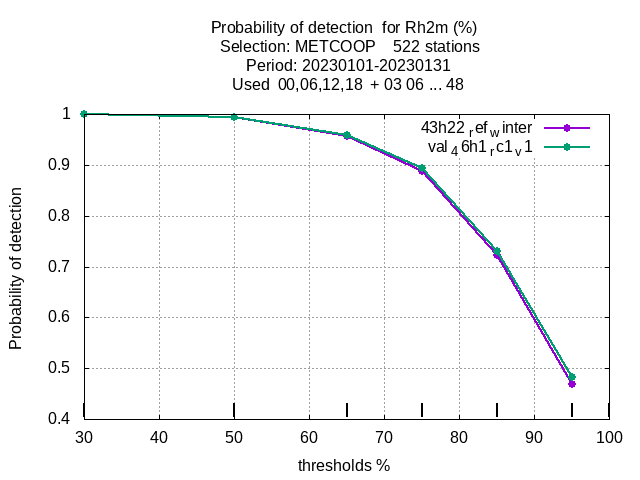 Probability of detection  for Rh2m (%)
Selection: METCOOP    522 stations
Period: 20230101-20230131
Used  00,06,12,18  + 03 06 ... 48
43h22 ref winter
val 4 6h1 r c1 v 1
Probability of detection
1
0.9
0.8
0.7
0.6
0.5
0.4
30 40 50 60 70 80 90 100
thresholds %